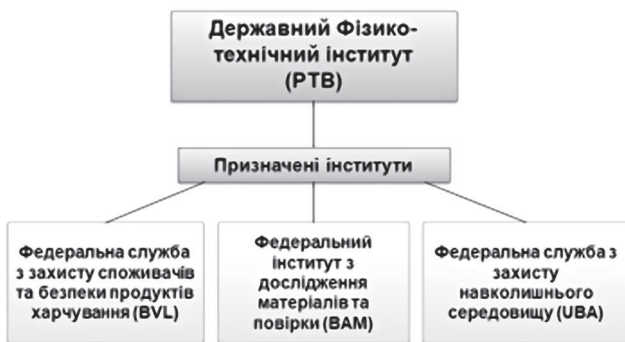 Державний Фізико-
технічний інститут
(PTB)
Призначені інститути
Федеральна служба
з захисту споживачів
та безпеки продуктів
харчування (BVL)
Федеральний
інститут з
дослідження
матеріалів та
повірки (BAM)
Федеральна служба з
захисту
навколишнього
середовищу (UBA)